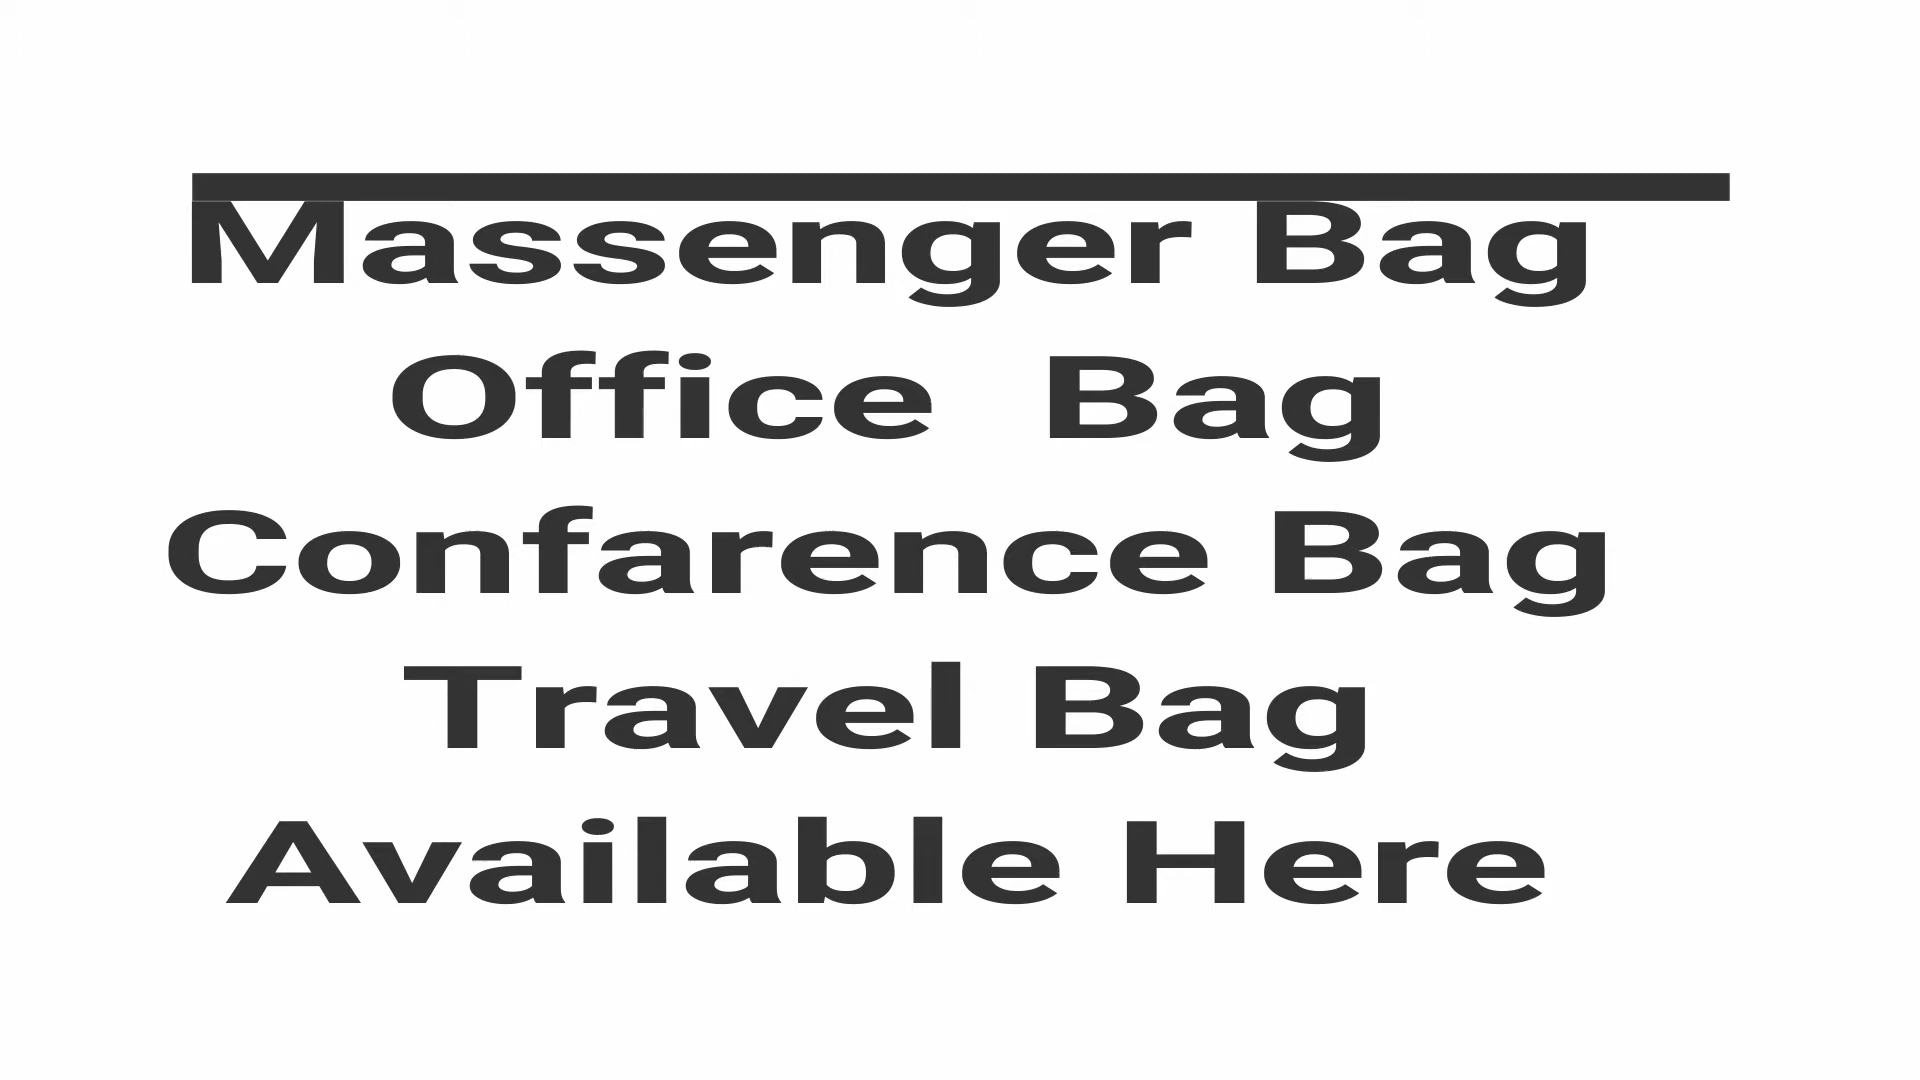 Massenger Bag
Office  Bag
Confarence Bag
Travel Bag
Available Here